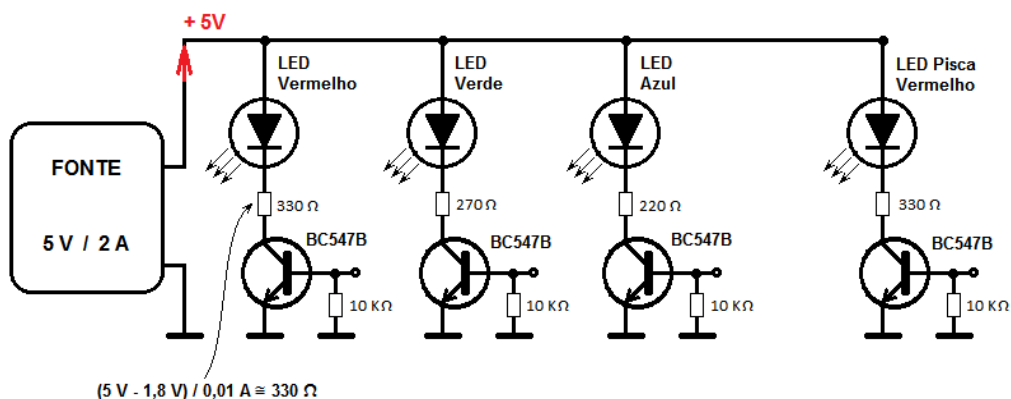 + 5V
FONTE
5 V / 2 A
LED
Vermelho
330 Ω
BC547B
10 KΩ
LED
Verde
270 Ω
BC547B
10 KΩ
LED
Azul
220 Ω
BC547B
10 KΩ
LED Pisca
Vermelho
330 Ω
BC547B
10 KΩ
(5 V - 1,8 V) / 0,01 A ≅ 330 Ω